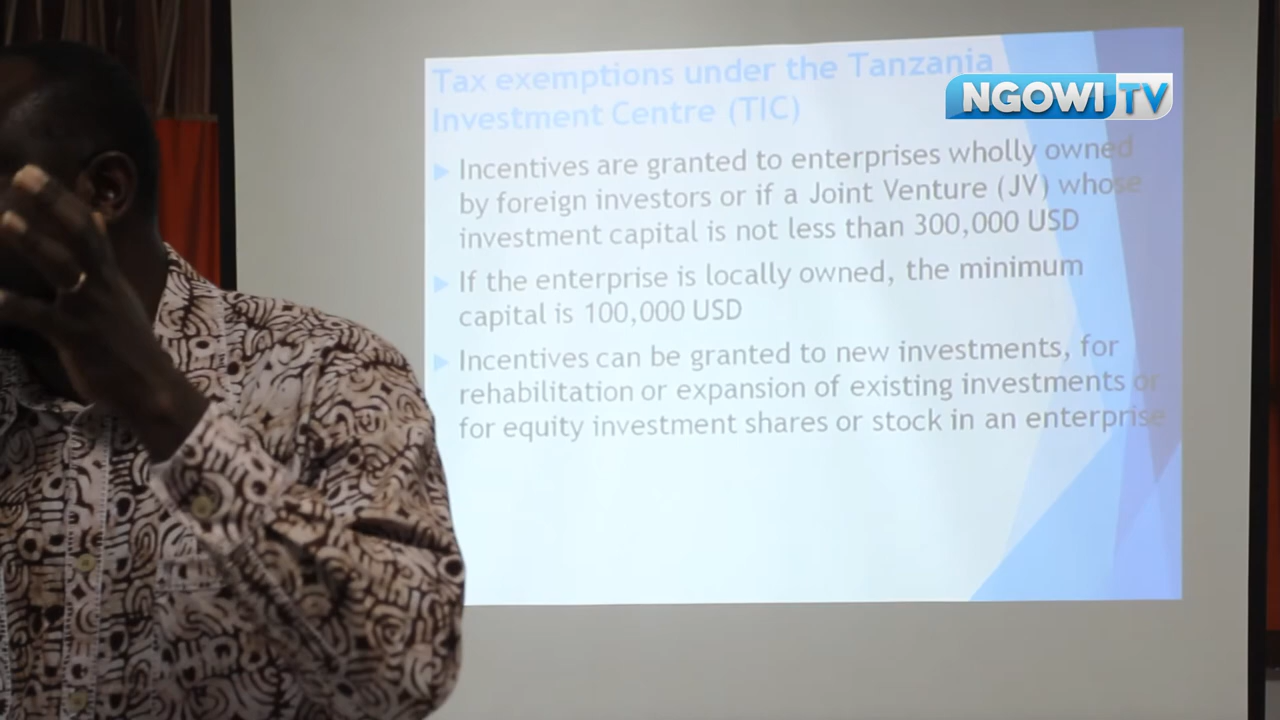 Tax exemptions under the Tanzania
Investment Centre (TIC)
NGOWI TV
Incentives are granted to enterprises wholly owned
by foreign investors or if a Joint Venture (JV) whose
investment capital is not less than 300,000 USD
If the enterprise is locally owned, the minimum
capital is 100,000 USD
Incentives can be granted to new investments, for
rehabilitation or expansion of existing investments or
for equity investment shares or stock in an enterprise